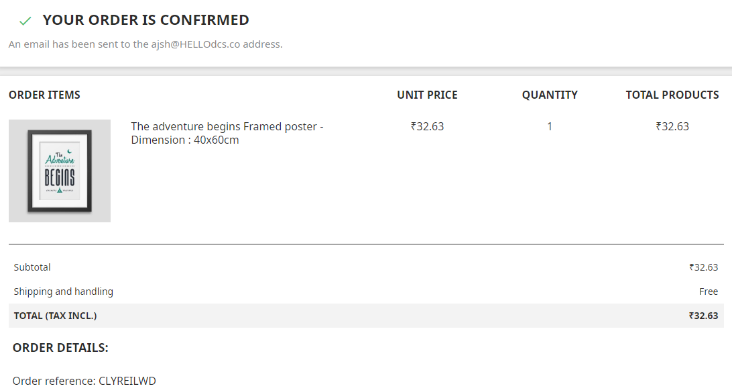 YOUR ORDER IS CONFIRMED
An email has been sent to the ajsh@HELLOdcs.co address.
ORDER ITEMS UNIT PRICE QUANTITY TOTAL PRODUCTS
The adventure begins Framed poster - ₹32.63 1 ₹32.63
Dimension : 40x60cm
The
Adventure
BEGINS
Subtotal ₹32.63
Shipping and handling Free
TOTAL (TAX INCL.) ₹32.63
ORDER DETAILS:
Order reference: CLYREILWD